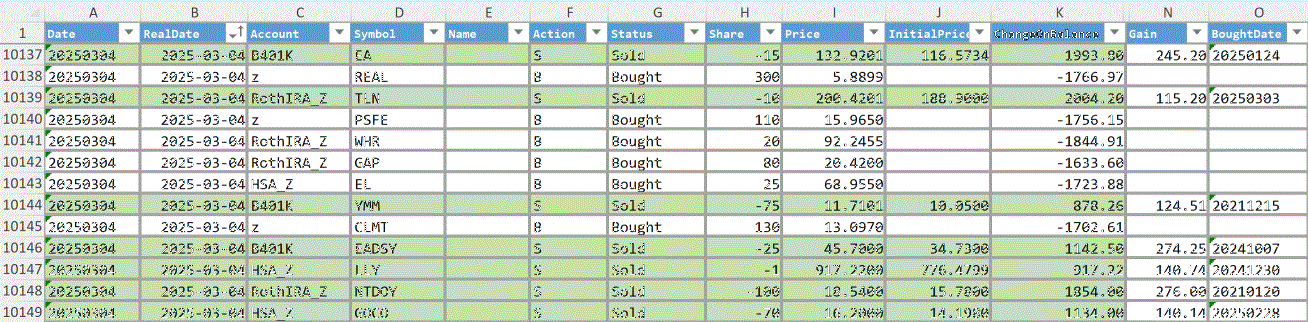 A B C D E F G H I J K N O
1 Date RealDate Account Symbol Name Action Status Share Price InitialPrice ChangeOnBalance Gain BoughtDate
10137 20250304 2025-03-04 B401K EA S Sold -15 132.9201 116.5734 1993.80 245.20 20250124
10138 20250304 2025-03-04 z REAL B Bought 300 5.8899 -1766.97
10139 20250304 2025-03-04 RothIRA_Z TLN S Sold -10 200.4201 188.9000 2004.20 115.20 20250303
10140 20250304 2025-03-04 z PSFE B Bought 110 15.9650 -1756.15
10141 20250304 2025-03-04 RothIRA_Z WHR B Bought 20 92.2455 -1844.91
10142 20250304 2025-03-04 RothIRA_Z GAP B Bought 80 20.4200 -1633.60
10143 20250304 2025-03-04 HSA_Z EL B Bought 25 68.9550 -1723.88
10144 20250304 2025-03-04 B401K YMM S Sold -75 11.7101 10.0500 878.26 124.51 20211215
10145 20250304 2025-03-04 z CLMT B Bought 130 13.0970 -1702.61
10146 20250304 2025-03-04 B401K EADSY S Sold -25 45.7000 34.7300 1142.50 274.25 20241007
10147 20250304 2025-03-04 HSA_Z LLY S Sold -1 917.2200 776.4799 917.22 140.74 20241230
10148 20250304 2025-03-04 RothIRA_Z NTDOY S Sold -100 18.5400 15.7800 1854.00 276.00 20210120
10149 20250304 2025-03-04 HSA_Z GOCO S Sold -70 16.2000 14.1980 1134.00 140.14 20250228